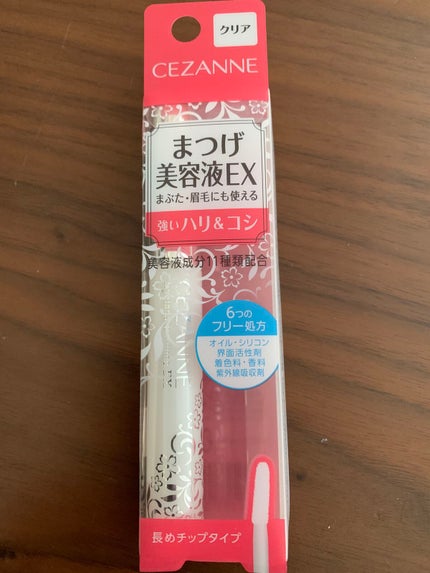 クリア
CEZANNE
まつげ
美容液EX
まぶた・眉毛にも使える
強いハリ&コシ
美容液成分11種類配合
6つの
フリー処方
オイル・シリコン
界面活性剤
着色料・香料
紫外線吸収剤
CEZANNE
長めチップタイプ